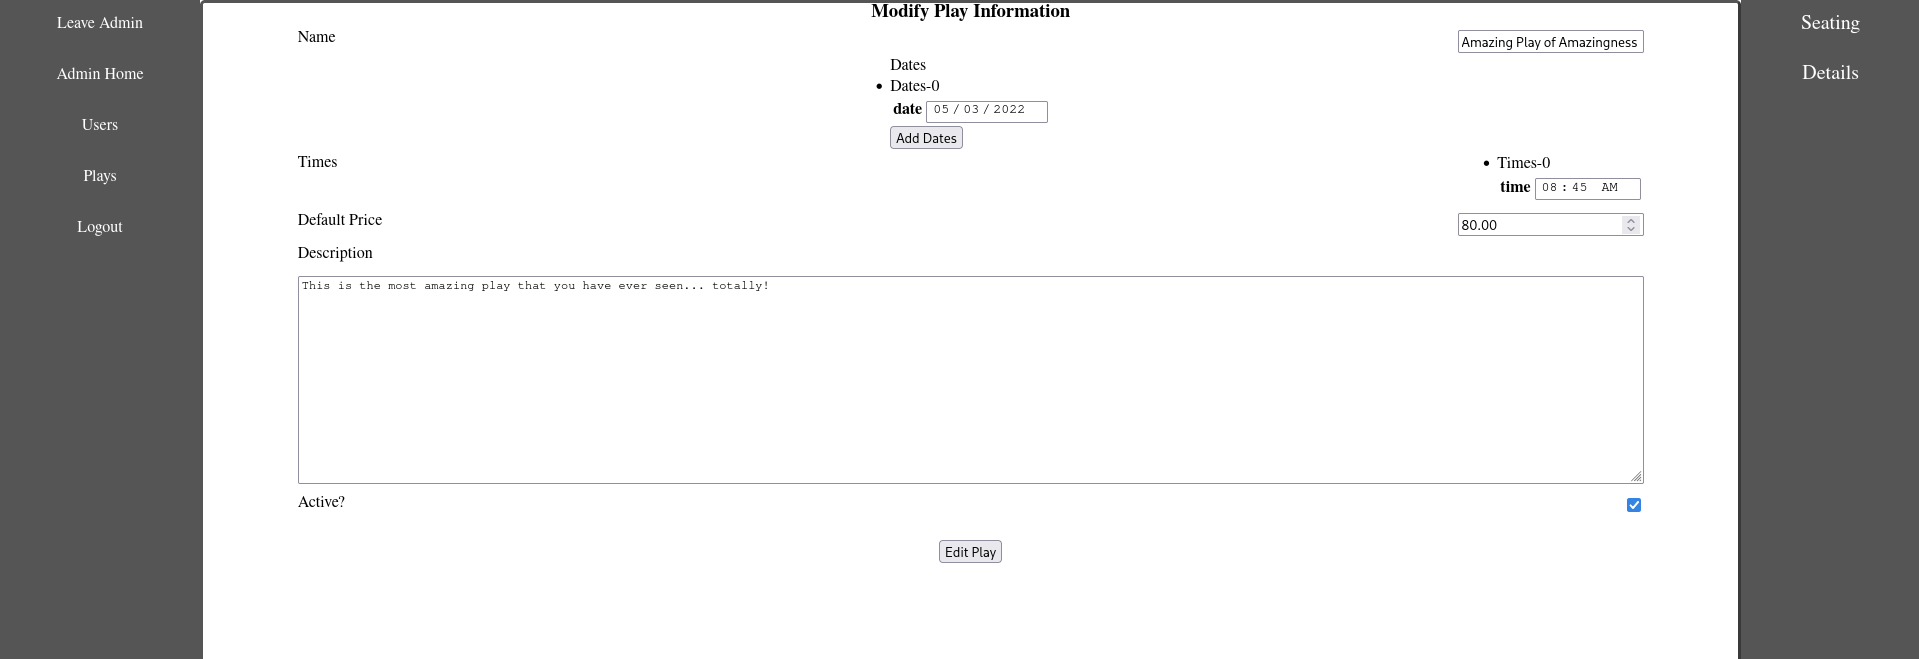 Leave Admin
Admin Home
Users
Plays
Logout
Modify Play Information
Name
Amazing Play of Amazingness
Dates
Dates-0
date 05/03/2022
Add Dates
Times
Times-0
time 08:45 AM
Default Price
80.00
Description
This is the most amazing play that you have ever seen... totally!
Active?
Edit Play
Seating
Details